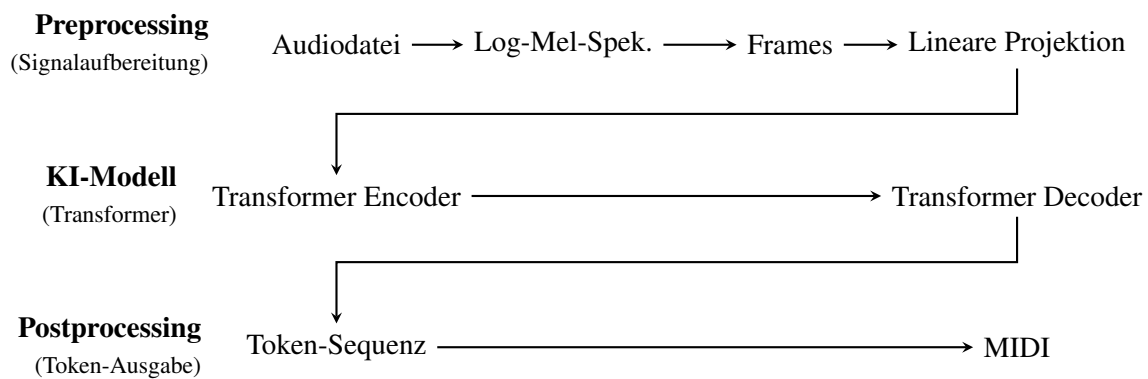 Preprocessing
(Signalaufbereitung)
Audiodatei Log-Mel-Spek. Frames Lineare Projektion
KI-Modell
(Transformer)
Transformer Encoder Transformer Decoder
Postprocessing
(Token-Ausgabe)
Token-Sequenz MIDI